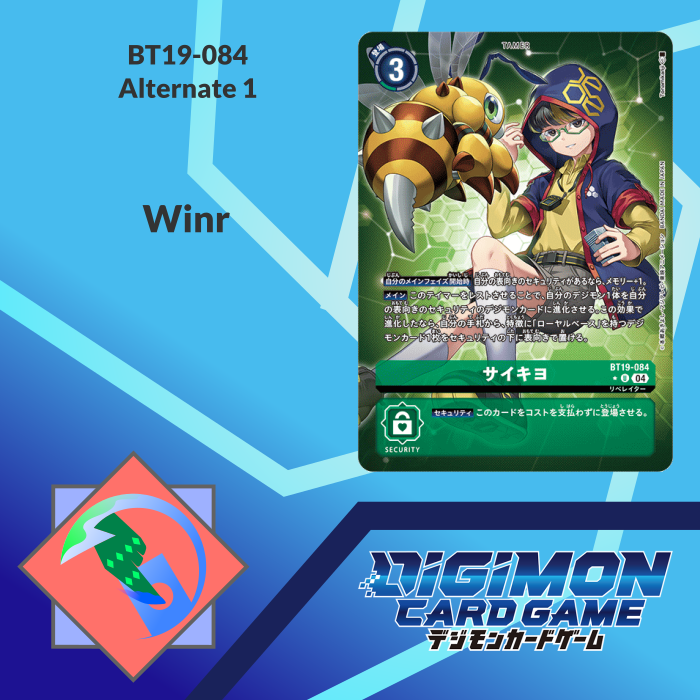 BT19-084
Alternate 1
Winr
TAMER
登場
3
自分のメインフェイズ開始時 自分の表向きのセキュリティがあるなら、メモリー+1。
メイン このテイマーをレストさせることで、自分のデジモン1体を自分
の表向きのセキュリティのデジモンカードに進化させる。この効果で
進化したなら、自分の手札から、特徴に「ローヤルベース」を持つデジ
モンカード1枚をセキュリティの下に表向きで置ける。
サイキヨ
BT19-084
U 04
リベレイター
セキュリティ このカードをコストを支払わずに登場させる。
SECURITY
BANDAI MADE IN JAPAN
DIGIMON
CARD GAME
デジモンカードゲーム